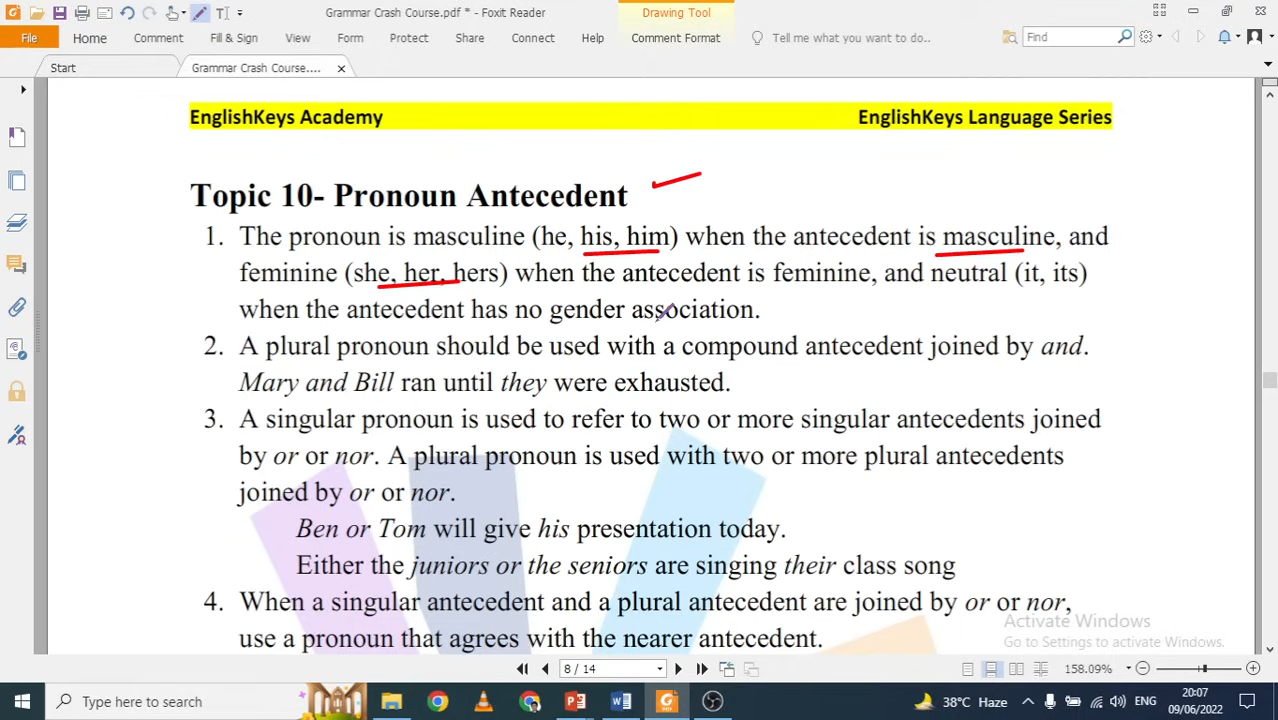 Grammar Crash Course.pdf * - Foxit Reader
Drawing Tool
File Home Comment Fill & Sign View Form Protect Share Connect Help Comment Format Tell me what you want to do.. Find
Start Grammar Crash Course....
EnglishKeys Academy EnglishKeys Language Series
Topic 10- Pronoun Antecedent
1. The pronoun is masculine (he, his, him) when the antecedent is masculine, and
feminine (she, her, hers) when the antecedent is feminine, and neutral (it, its)
when the antecedent has no gender association.
2. A plural pronoun should be used with a compound antecedent joined by and.
Mary and Bill ran until they were exhausted.
3. A singular pronoun is used to refer to two or more singular antecedents joined
by or or nor. A plural pronoun is used with two or more plural antecedents
joined by or or nor.
Ben or Tom will give his presentation today.
Either the juniors or the seniors are singing their class song
4. When a singular antecedent and a plural antecedent are joined by or or nor,
use a pronoun that agrees with the nearer antecedent.
Activate Windows
Go to Settings to activate Windows.
8 / 14 158.09%
Type here to search 38°C Haze ENG 20:07
09/06/2022